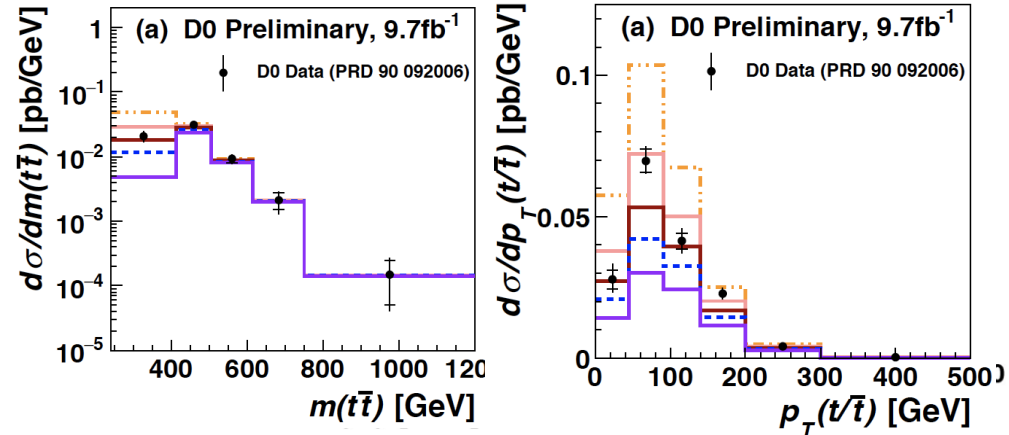 (a) D0 Preliminary, 9.7fb⁻¹
D0 Data (PRD 90 092006)
dσ/dm(tt̄) [pb/GeV]
1
10⁻¹
10⁻²
10⁻³
10⁻⁴
10⁻⁵
400 600 800 1000 1200
m(tt̄) [GeV]
(a) D0 Preliminary, 9.7fb⁻¹
D0 Data (PRD 90 092006)
dσ/dp_T(t/t̄) [pb/GeV]
0.1
0.05
0
0 100 200 300 400 500
p_T(t/t̄) [GeV]